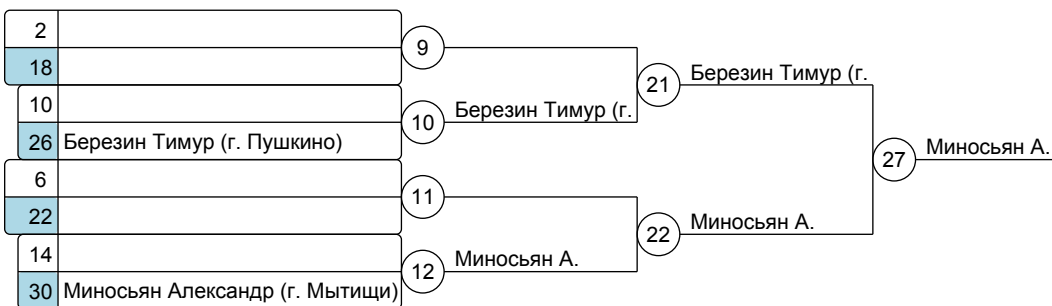 2
18
9
10
26 Березин Тимур (г. Пушкино)
10
Березин Тимур (г.
21
Березин Тимур (г.
6
22
11
14
30 Миносьян Александр (г. Мытищи)
12
Миносьян А.
22
Миносьян А.
27
Миносьян А.